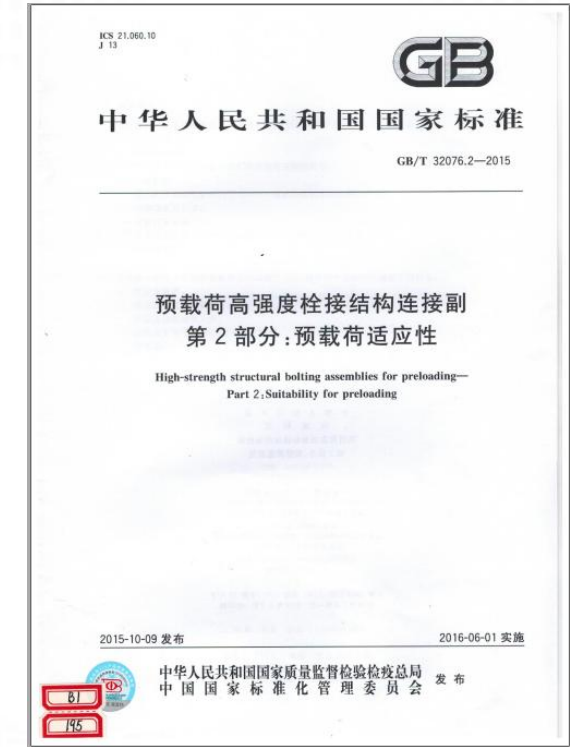 ICS 21.060.10
J 13
GB
中华人民共和国国家标准
GB/T 32076.2—2015
预载荷高强度栓接结构连接副
第 2 部分:预载荷适应性
High-strength structural bolting assemblies for preloading—
Part 2:Suitability for preloading
2015-10-09 发布
2016-06-01 实施
中华人民共和国国家质量监督检验检疫总局
中国国家标准化管理委员会
发布
B1
195